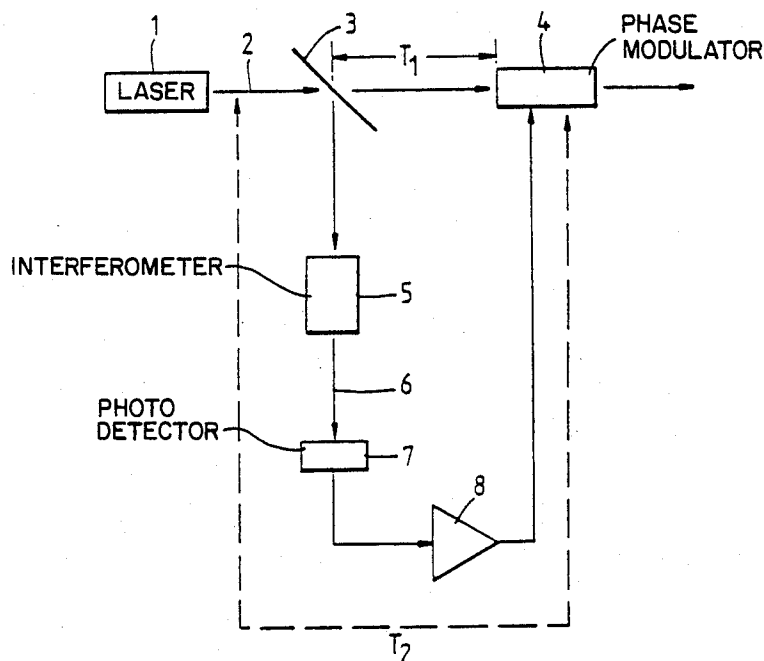 1
2
3
4
PHASE
MODULATOR
LASER
T1
INTERFEROMETER
5
6
PHOTO
DETECTOR
7
8
T2